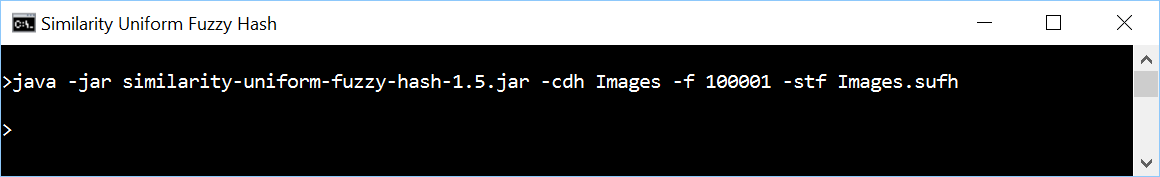 Similarity Uniform Fuzzy Hash
>java -jar similarity-uniform-fuzzy-hash-1.5.jar -cdh Images -f 100001 -stf Images.sufh
>